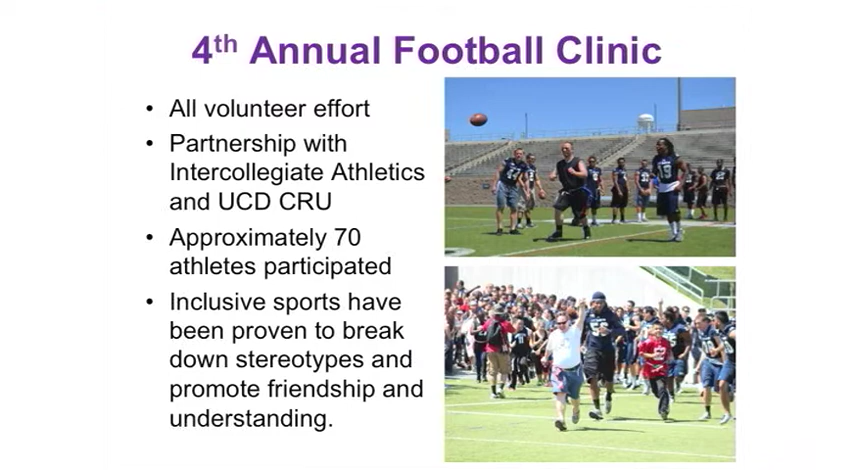 4th Annual Football Clinic
• All volunteer effort
• Partnership with
Intercollegiate Athletics
and UCD CRU
• Approximately 70
athletes participated
• Inclusive sports have
been proven to break
down stereotypes and
promote friendship and
understanding.
19